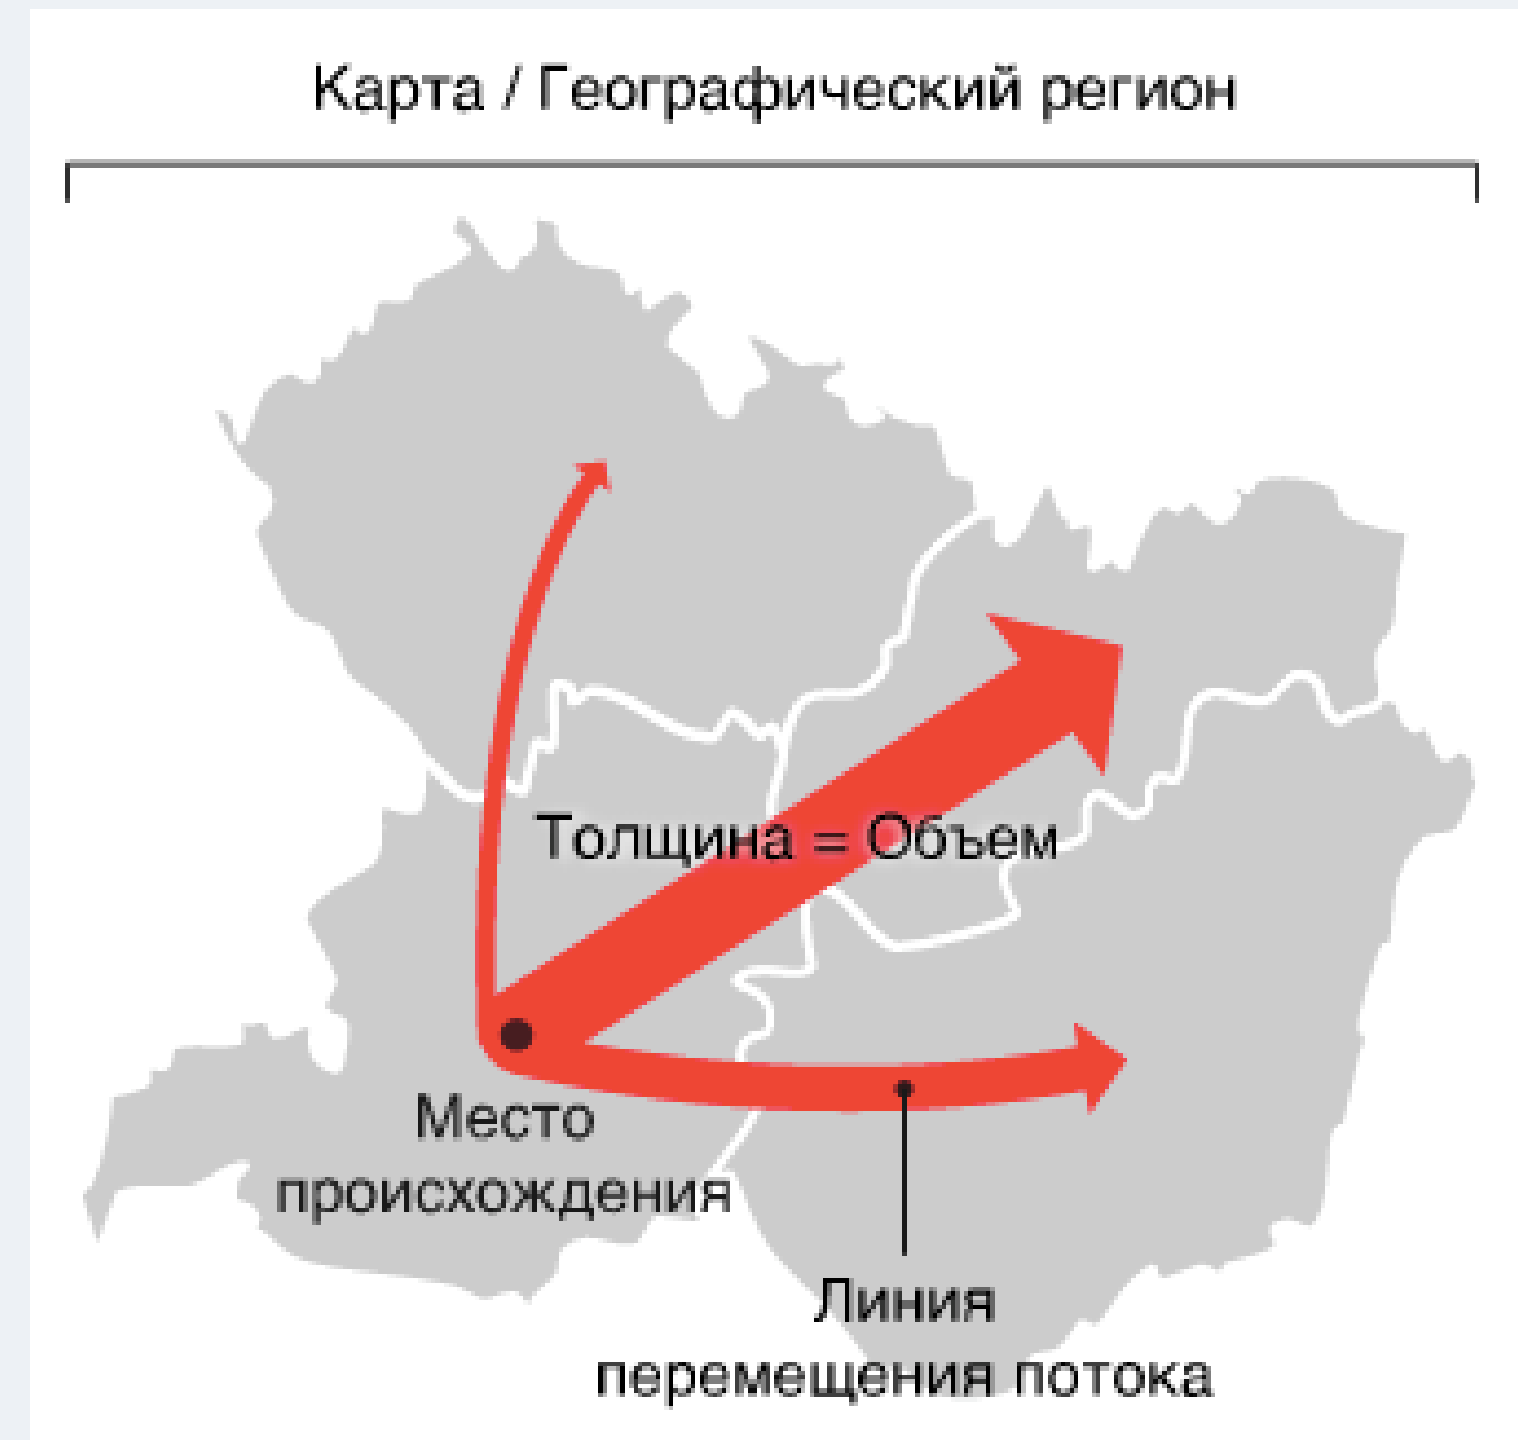 Карта / Географический регион
Толщина = Объем
Место
происхождения
Линия
перемещения потока